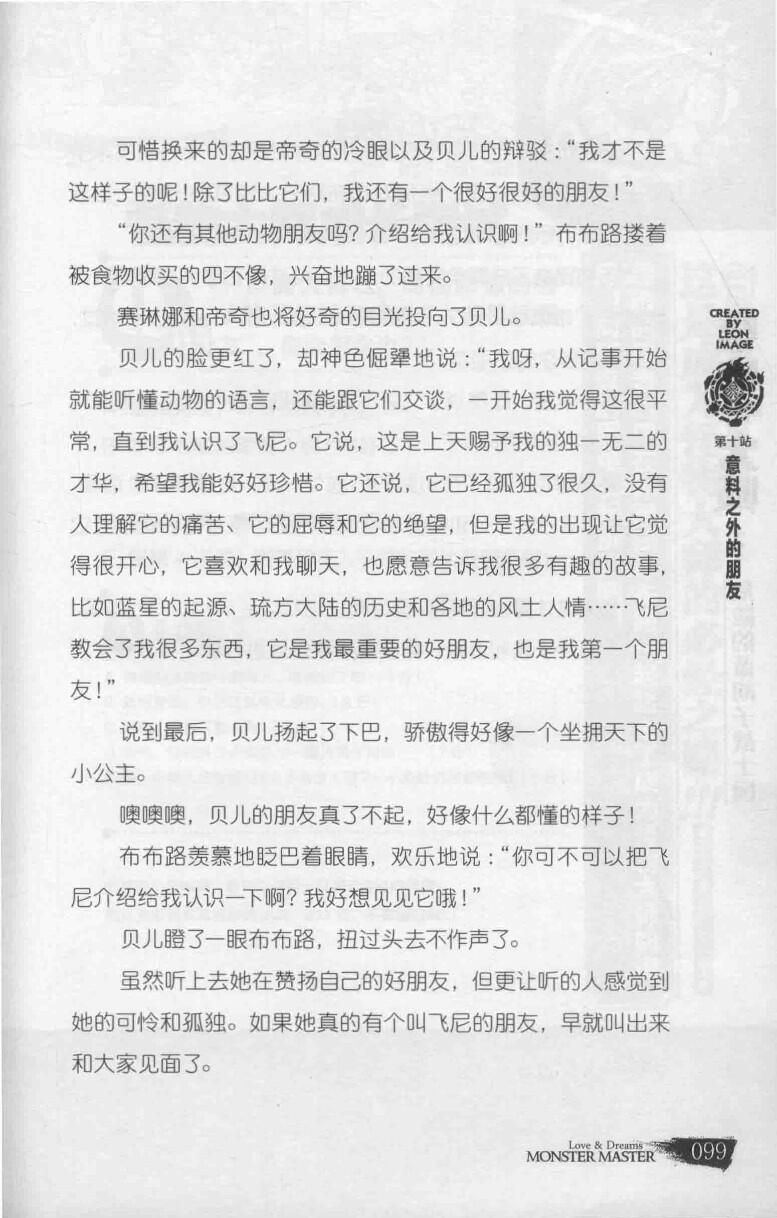 可惜换来的却是帝奇的冷眼以及贝儿的辩驳：“我才不是
这样子的呢！除了比比它们，我还有一个很好很好的朋友！”
“你还有其他动物朋友吗？介绍给我认识啊！”布布路搂着
被食物收买的四不像，兴奋地蹦了过来。
赛琳娜和帝奇也将好奇的目光投向了贝儿。
贝儿的脸更红了，却神色倔犟地说：“我呀，从记事开始
就能听懂动物的语言，还能跟它们交谈，一开始我觉得这很平
常，直到我认识了飞尼。它说，这是上天赐予我的独一无二的
才华，希望我能好好珍惜。它还说，它已经孤独了很久，没有
人理解它的痛苦、它的屈辱和它的绝望，但是我的出现让它觉
得很开心，它喜欢和我聊天，也愿意告诉我很多有趣的故事，
比如蓝星的起源、琉方大陆的历史和各地的风土人情……飞尼
教会了我很多东西，它是我最重要的好朋友，也是我第一个朋
友！”
说到最后，贝儿扬起了下巴，骄傲得好像一个坐拥天下的
小公主。
噢噢噢，贝儿的朋友真了不起，好像什么都懂的样子！
布布路羡慕地眨巴着眼睛，欢乐地说：“你可不可以把飞
尼介绍给我认识一下啊？我好想见见它哦！”
贝儿瞪了一眼布布路，扭过头去不作声了。
虽然听上去她在赞扬自己的好朋友，但更让听的人感觉到
她的可怜和孤独。如果她真的有个叫飞尼的朋友，早就叫出来
和大家见面了。
CREATED
BY
LEON
IMAGE
第十站
意料之外的朋友
Love & Dreams
MONSTER MASTER
099